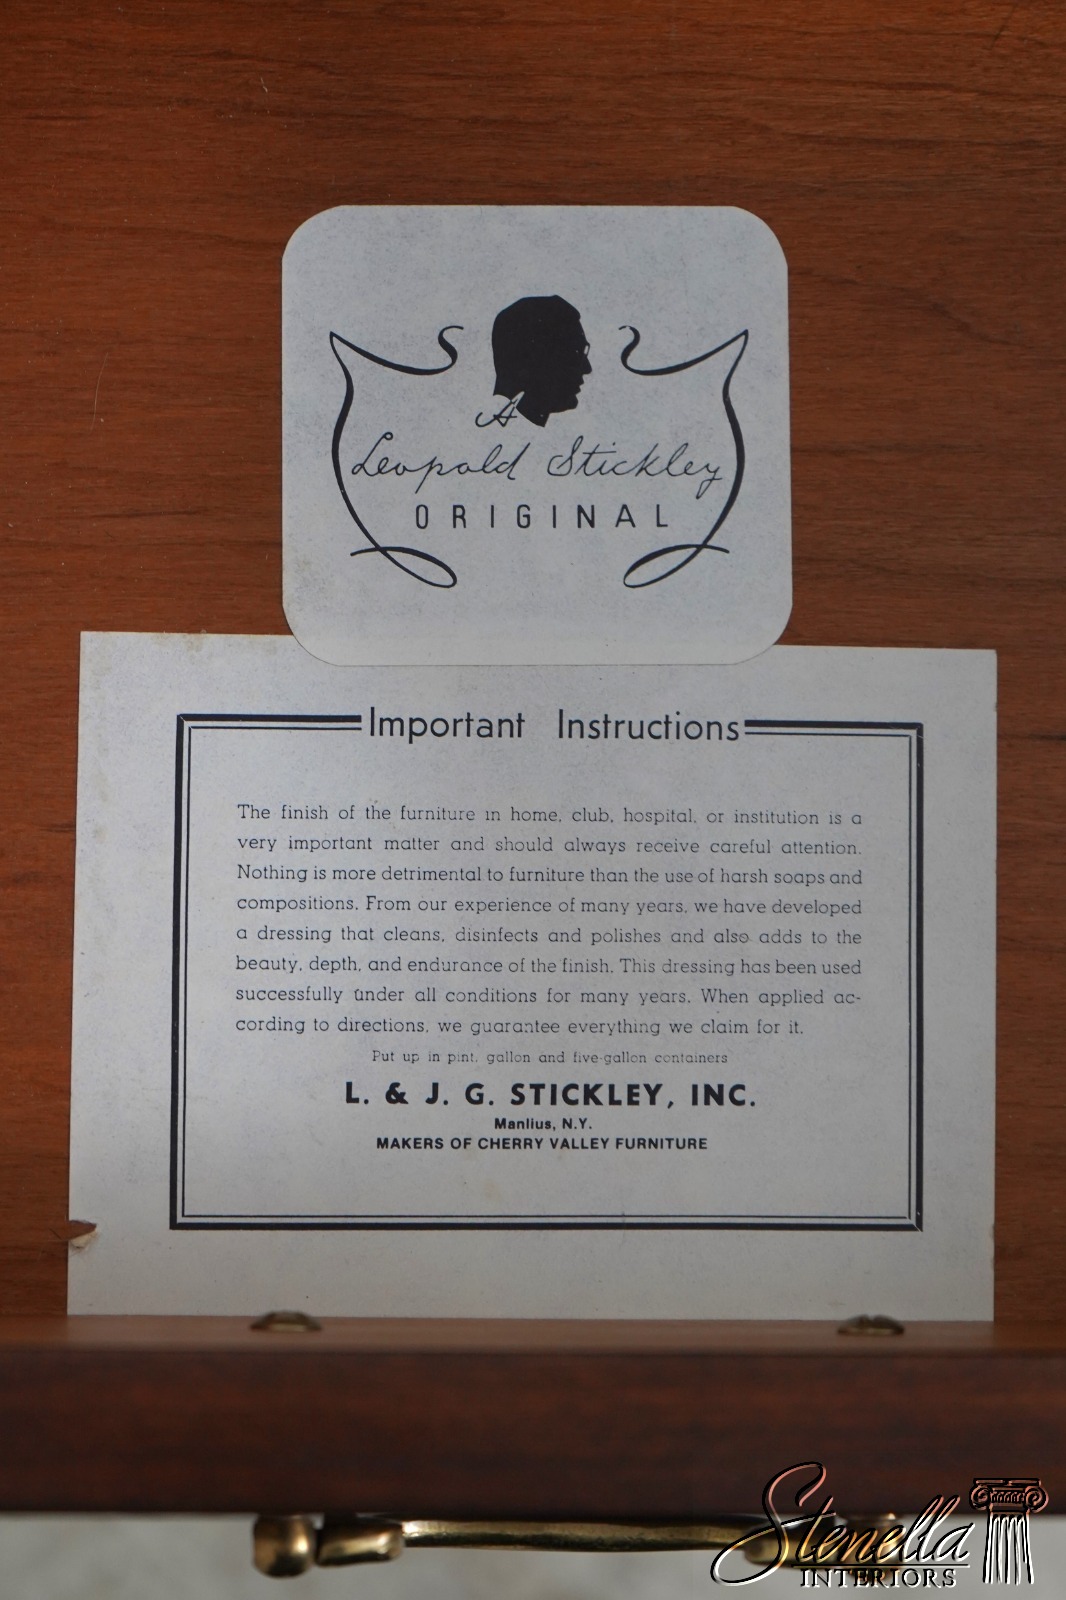 A
Leopold Stickley
ORIGINAL
Important Instructions
The finish of the furniture in home, club, hospital, or institution is a
very important matter and should always receive careful attention.
Nothing is more detrimental to furniture than the use of harsh soaps and
compositions. From our experience of many years, we have developed
a dressing that cleans, disinfects and polishes and also adds to the
beauty, depth, and endurance of the finish. This dressing has been used
successfully under all conditions for many years. When applied ac-
cording to directions, we guarantee everything we claim for it.
Put up in pint, gallon and five-gallon containers
L. & J. G. STICKLEY, INC.
Manlius, N.Y.
MAKERS OF CHERRY VALLEY FURNITURE
Stenella
INTERIORS